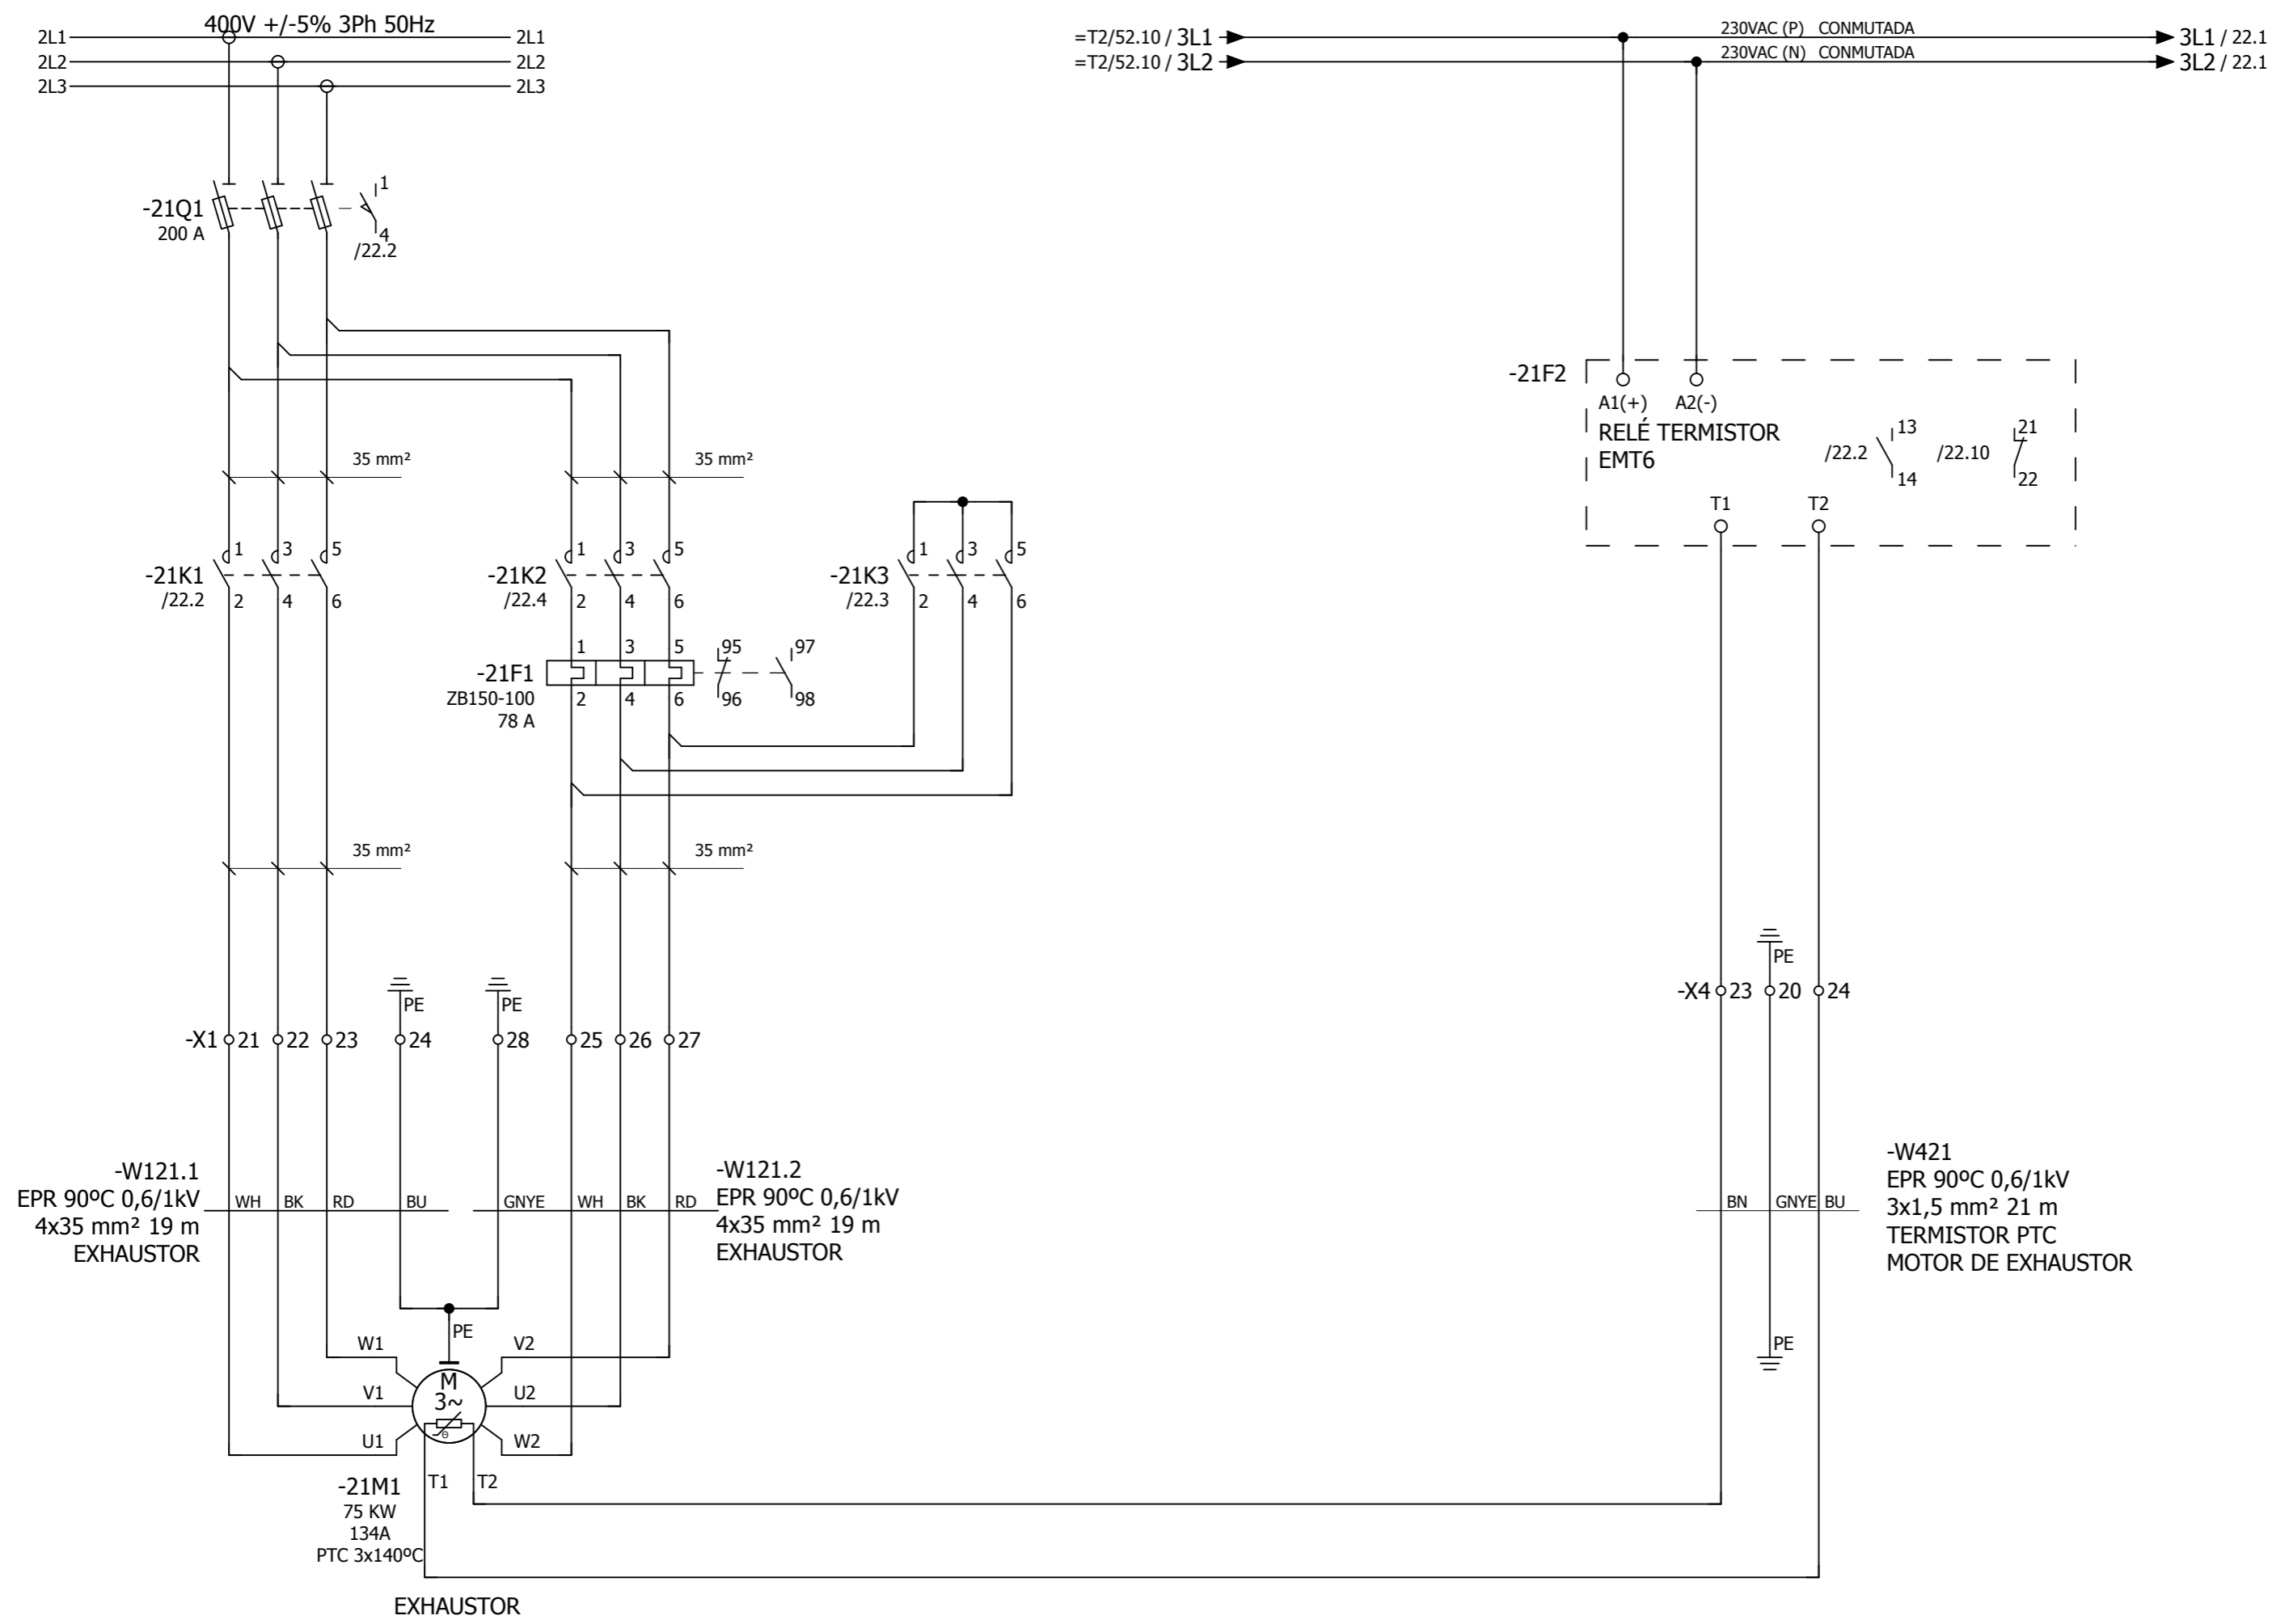 400V +/-5% 3Ph 50Hz
2L1 2L1
2L2 2L2
2L3 2L3
=T2/52.10 / 3L1 230VAC (P) CONMUTADA 3L1 / 22.1
=T2/52.10 / 3L2 230VAC (N) CONMUTADA 3L2 / 22.1
-21Q1
200 A
1
4
/22.2
-21F2
A1(+) A2(-)
RELÉ TERMISTOR
EMT6
/22.2
13
14
/22.10
21
22
T1 T2
35 mm² 35 mm²
1 3 5
-21K1
/22.2
2 4 6
1 3 5
-21K2
/22.4
2 4 6
1 3 5
-21K3
/22.3
2 4 6
1 3 5
-21F1
ZB150-100
78 A
2 4 6
95 97
96 98
35 mm² 35 mm²
PE PE
-X1 21 22 23 24 28 25 26 27
PE
-X4 23 20 24
-W121.1
EPR 90ºC 0,6/1kV
4x35 mm² 19 m
EXHAUSTOR
WH BK RD BU GNYE WH BK RD
-W121.2
EPR 90ºC 0,6/1kV
4x35 mm² 19 m
EXHAUSTOR
BN GNYE BU
-W421
EPR 90ºC 0,6/1kV
3x1,5 mm² 21 m
TERMISTOR PTC
MOTOR DE EXHAUSTOR
PE
PE
W1 V2
M
3~
V1 U2
U1 W2
Θ
T1 T2
-21M1
75 KW
134A
PTC 3x140ºC
EXHAUSTOR